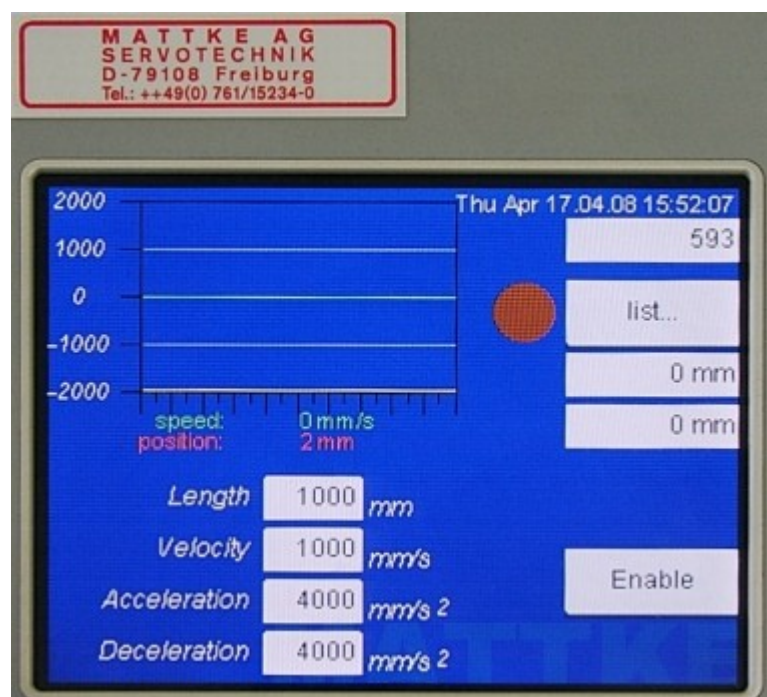 MATTKE AG
SERVOTECHNIK
D-79108 Freiburg
Tel.: ++49(0) 761/15234-0
2000
Thu Apr 17.04.08 15:52:07
1000
593
0
list...
-1000
0 mm
-2000
0 mm
speed: 0 mm/s
position: 2 mm
Length 1000 mm
Velocity 1000 mm/s
Enable
Acceleration 4000 mm/s 2
Deceleration 4000 mm/s 2
MATTKE